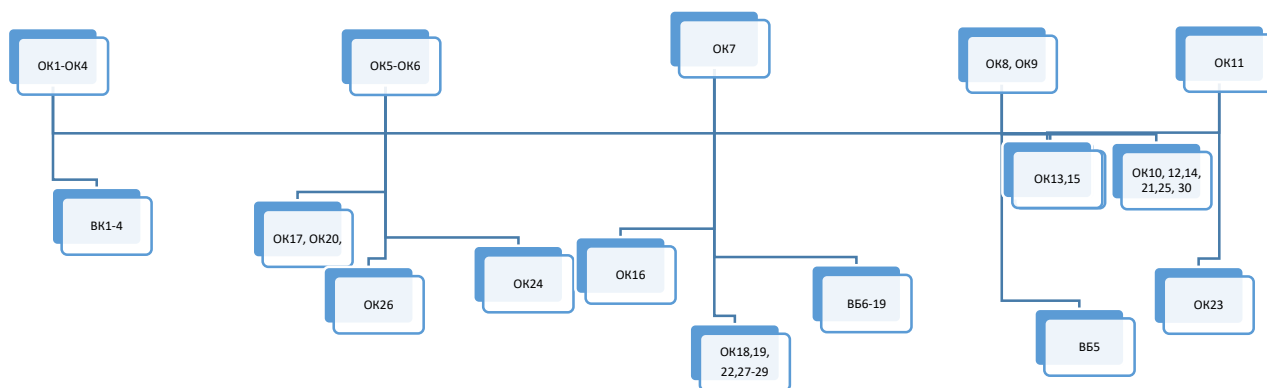 ОК1-ОК4
ОК5-ОК6
ОК7
ОК8, ОК9
ОК11
ВК1-4
ОК17, ОК20,
ОК26
ОК24
ОК16
ВБ6-19
ОК18,19,
22,27-29
ОК13,15
ОК10, 12,14,
21,25, 30
ВБ5
ОК23